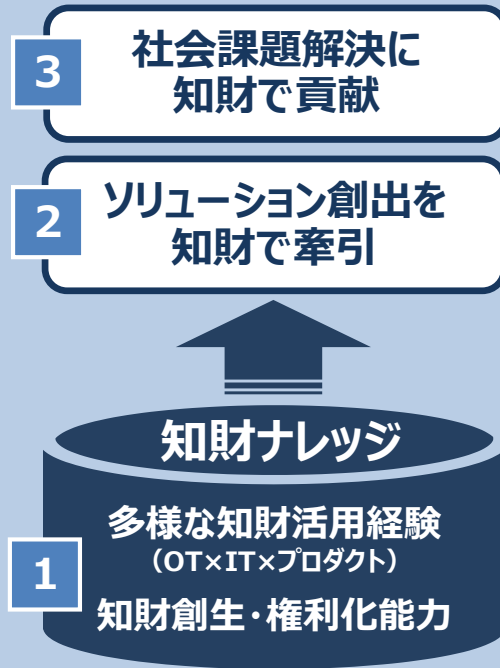 3
社会課題解決に
知財で貢献
2
ソリューション創出を
知財で牽引
知財ナレッジ
多様な知財活用経験
（OT×IT×プロダクト）
1
知財創生・権利化能力